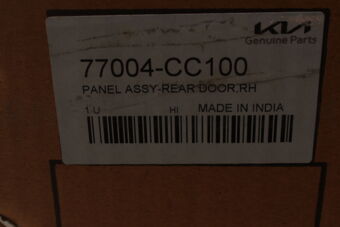 KIA
Genuine Parts
77004-CC100
PANEL ASSY-REAR DOOR,RH
1 U HI MADE IN INDIA